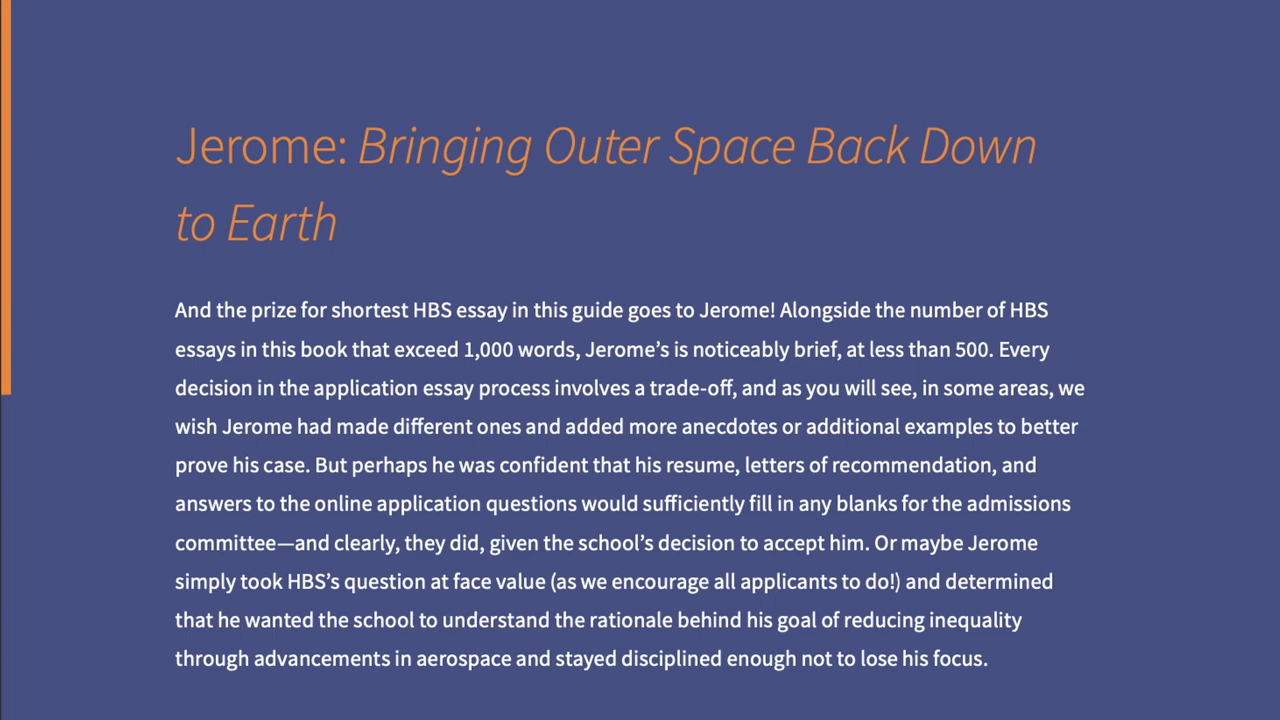 Jerome: Bringing Outer Space Back Down
to Earth
And the prize for shortest HBS essay in this guide goes to Jerome! Alongside the number of HBS
essays in this book that exceed 1,000 words, Jerome’s is noticeably brief, at less than 500. Every
decision in the application essay process involves a trade-off, and as you will see, in some areas, we
wish Jerome had made different ones and added more anecdotes or additional examples to better
prove his case. But perhaps he was confident that his resume, letters of recommendation, and
answers to the online application questions would sufficiently fill in any blanks for the admissions
committee—and clearly, they did, given the school’s decision to accept him. Or maybe Jerome
simply took HBS’s question at face value (as we encourage all applicants to do!) and determined
that he wanted the school to understand the rationale behind his goal of reducing inequality
through advancements in aerospace and stayed disciplined enough not to lose his focus.